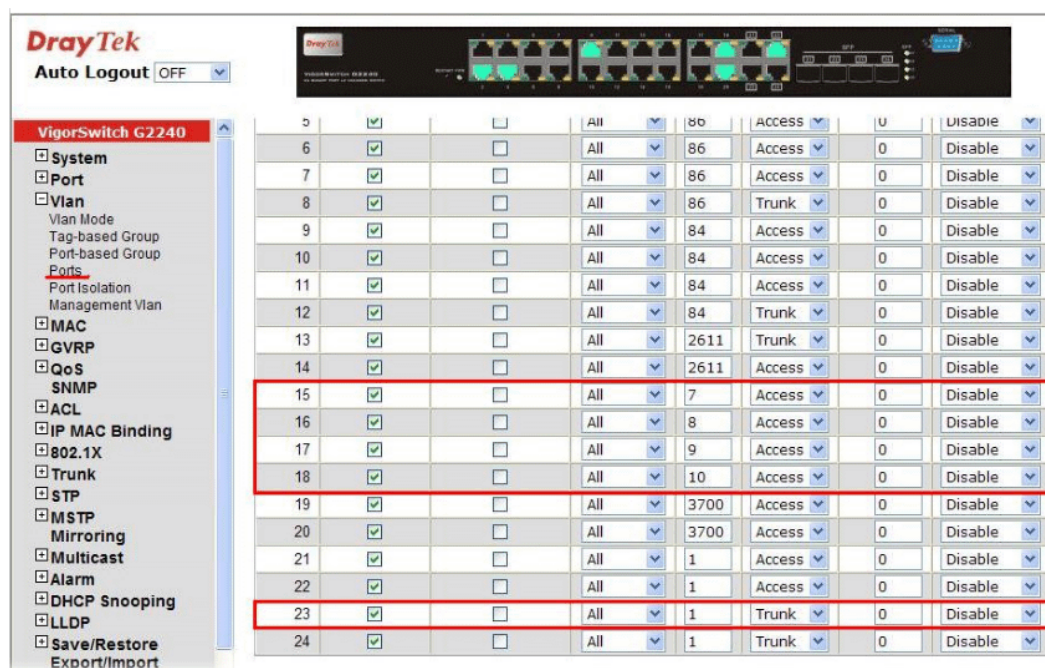 DrayTek
Auto Logout OFF
DrayTek
SFP
SERIAL
VigorSwitch G2240
System
Port
Vlan
Vlan Mode
Tag-based Group
Port-based Group
Ports
Port Isolation
Management Vlan
MAC
GVRP
QoS
SNMP
ACL
IP MAC Binding
802.1X
Trunk
STP
MSTP
Mirroring
Multicast
Alarm
DHCP Snooping
LLDP
Save/Restore
Export/Import
5 All 86 Access 0 Disable
6 All 86 Access 0 Disable
7 All 86 Access 0 Disable
8 All 86 Trunk 0 Disable
9 All 84 Access 0 Disable
10 All 84 Access 0 Disable
11 All 84 Access 0 Disable
12 All 84 Trunk 0 Disable
13 All 2611 Trunk 0 Disable
14 All 2611 Access 0 Disable
15 All 7 Access 0 Disable
16 All 8 Access 0 Disable
17 All 9 Access 0 Disable
18 All 10 Access 0 Disable
19 All 3700 Access 0 Disable
20 All 3700 Access 0 Disable
21 All 1 Access 0 Disable
22 All 1 Access 0 Disable
23 All 1 Trunk 0 Disable
24 All 1 Trunk 0 Disable